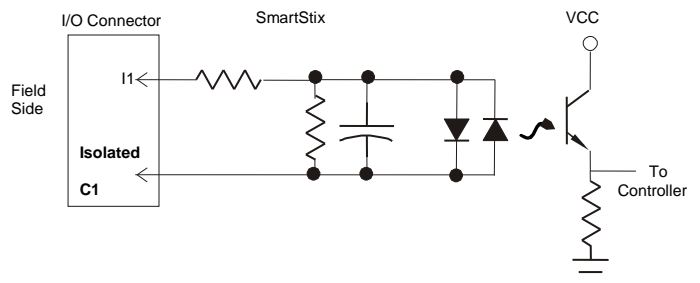 I/O Connector
SmartStix
VCC
I1
Field
Side
Isolated
C1
To
Controller